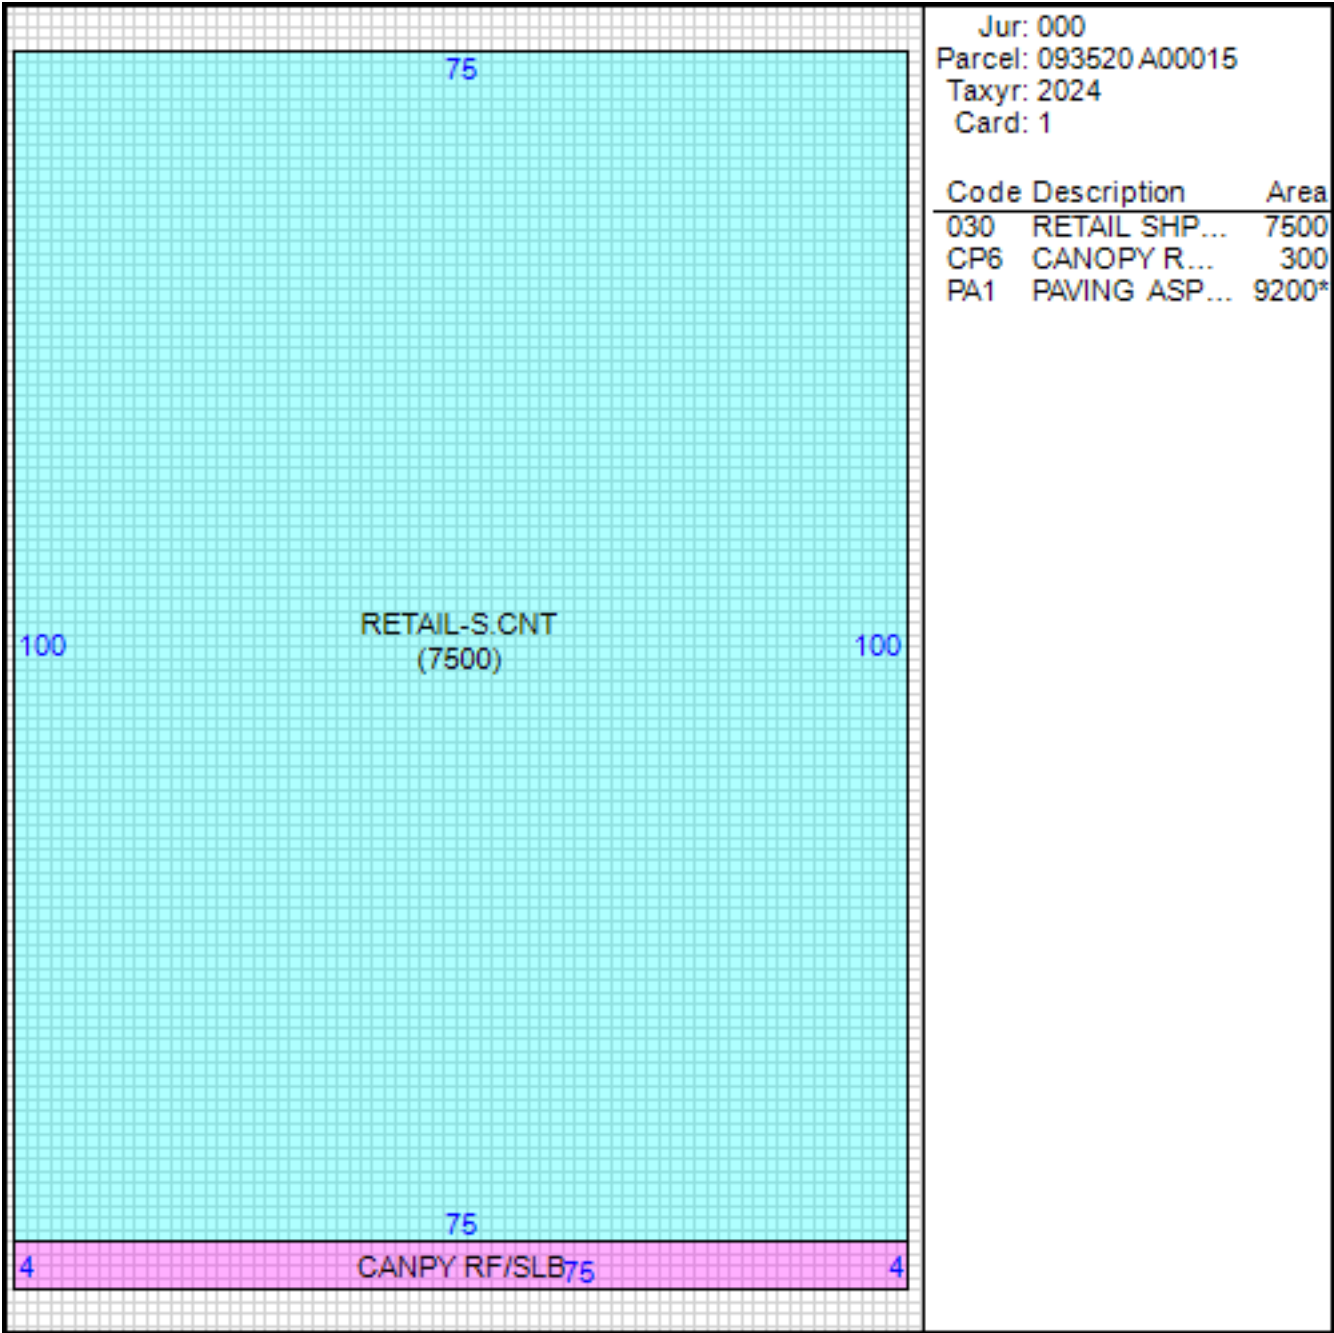 75
100
RETAIL-S.CNT
(7500)
100
75
4
CANPY RF/SLB
75
4
Jur: 000
Parcel: 093520 A00015
Taxyr: 2024
Card: 1
Code Description Area
030 RETAIL SHP... 7500
CP6 CANOPY R... 300
PA1 PAVING ASP... 9200*